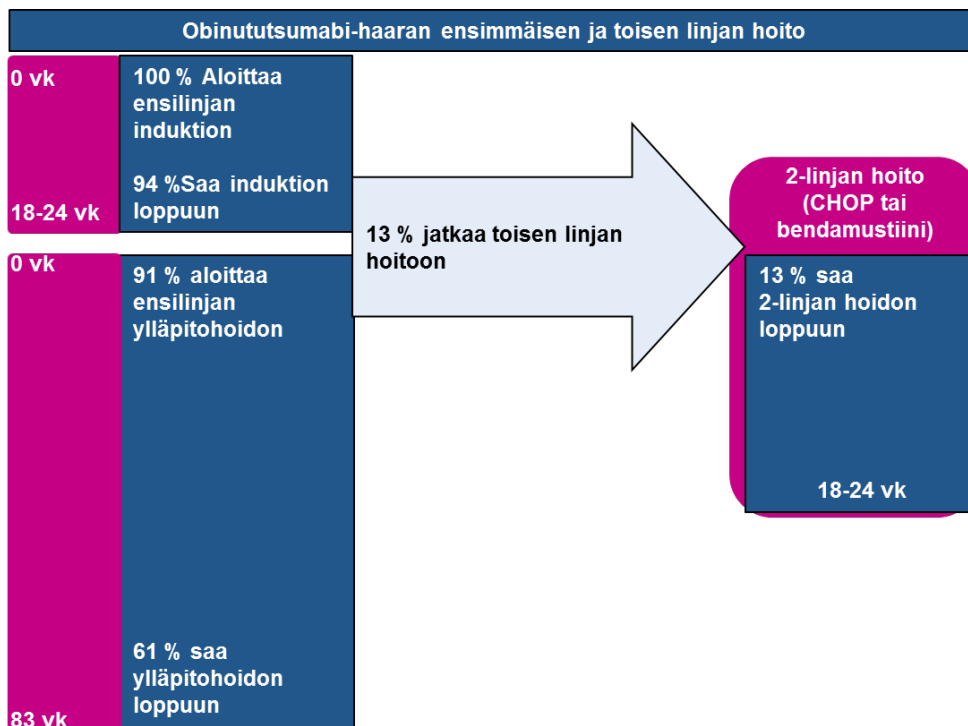 Obinututsumabi-haaran ensimmäisen ja toisen linjan hoito
0 vk
100 % Aloittaa
ensilinjan
induktion
94 %Saa induktion
loppuun
18-24 vk
13 % jatkaa toisen linjan
hoitoon
2-linjan hoito
(CHOP tai
bendamustiini)
13 % saa
2-linjan hoidon
loppuun
18-24 vk
0 vk
91 % aloittaa
ensilinjan
ylläpitohoidon
61 % saa
ylläpitohoidon
loppuun
83 vk